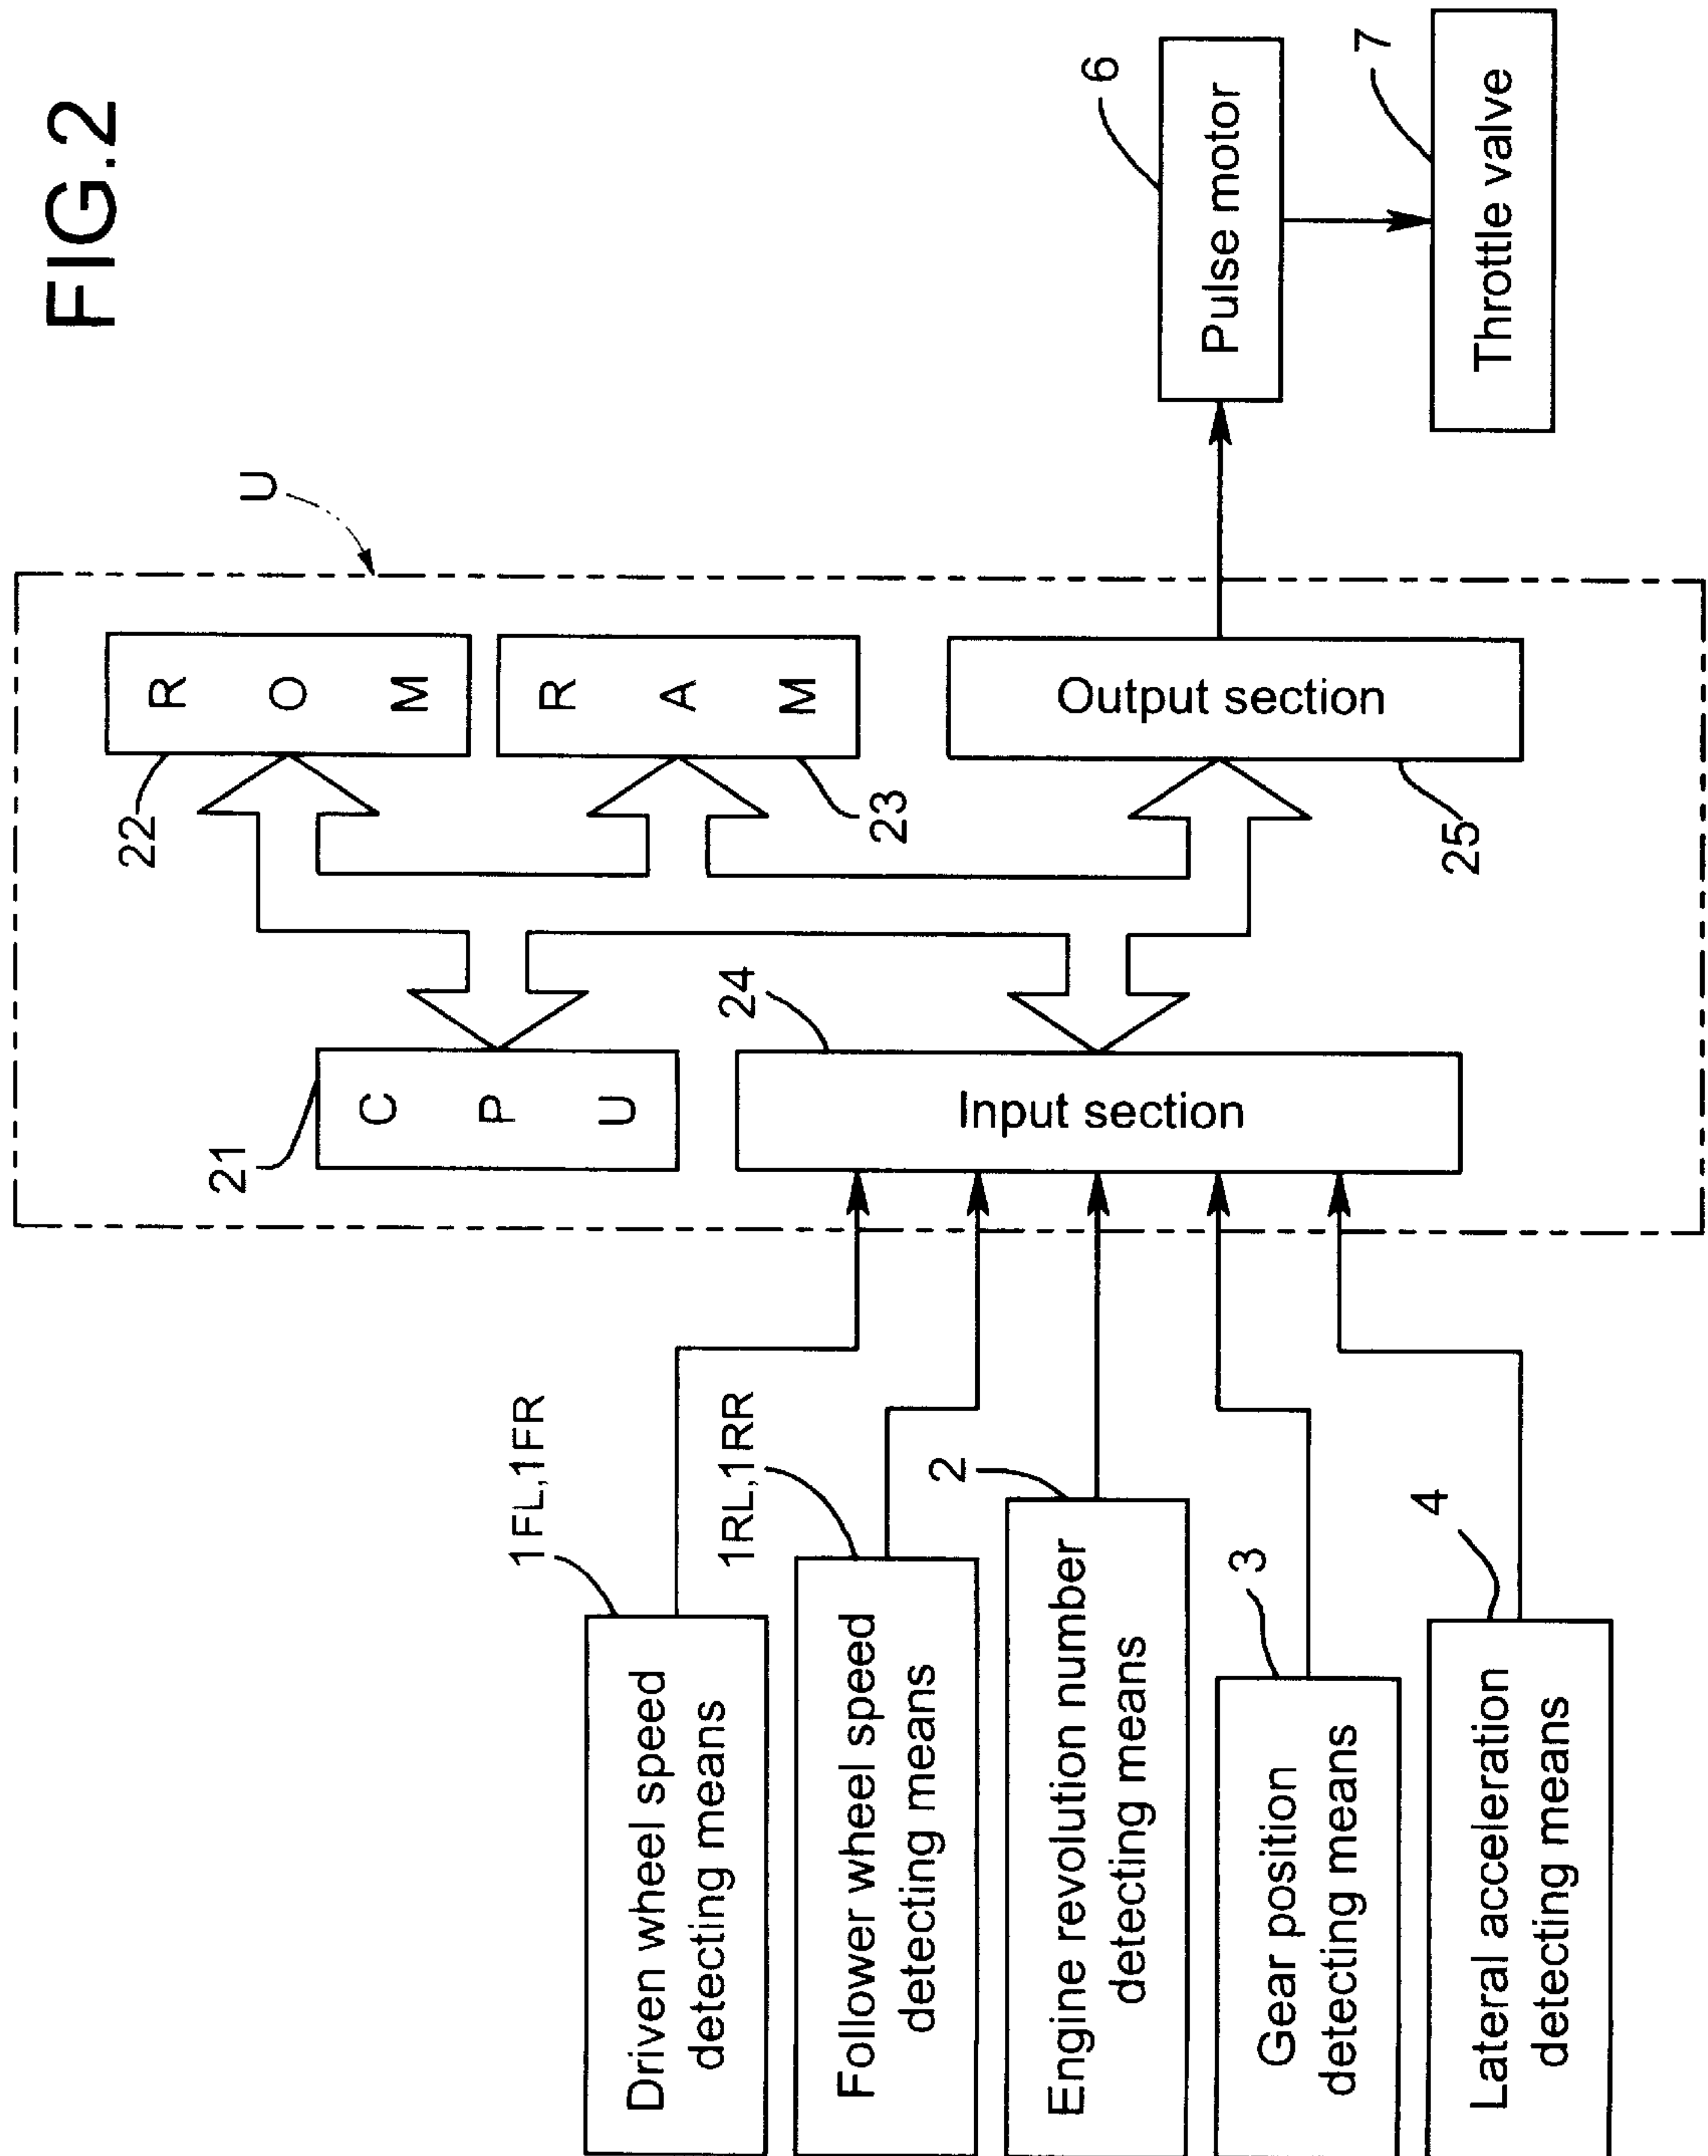 FIG.2
U
21
C P U
22
R O M
R A M
23
24
Input section
Output section
25
6
Pulse motor
7
Throttle valve
1FL,1FR
Driven wheel speed
detecting means
1RL,1RR
Follower wheel speed
detecting means
2
Engine revolution number
detecting means
3
Gear position
detecting means
4
Lateral acceleration
detecting means